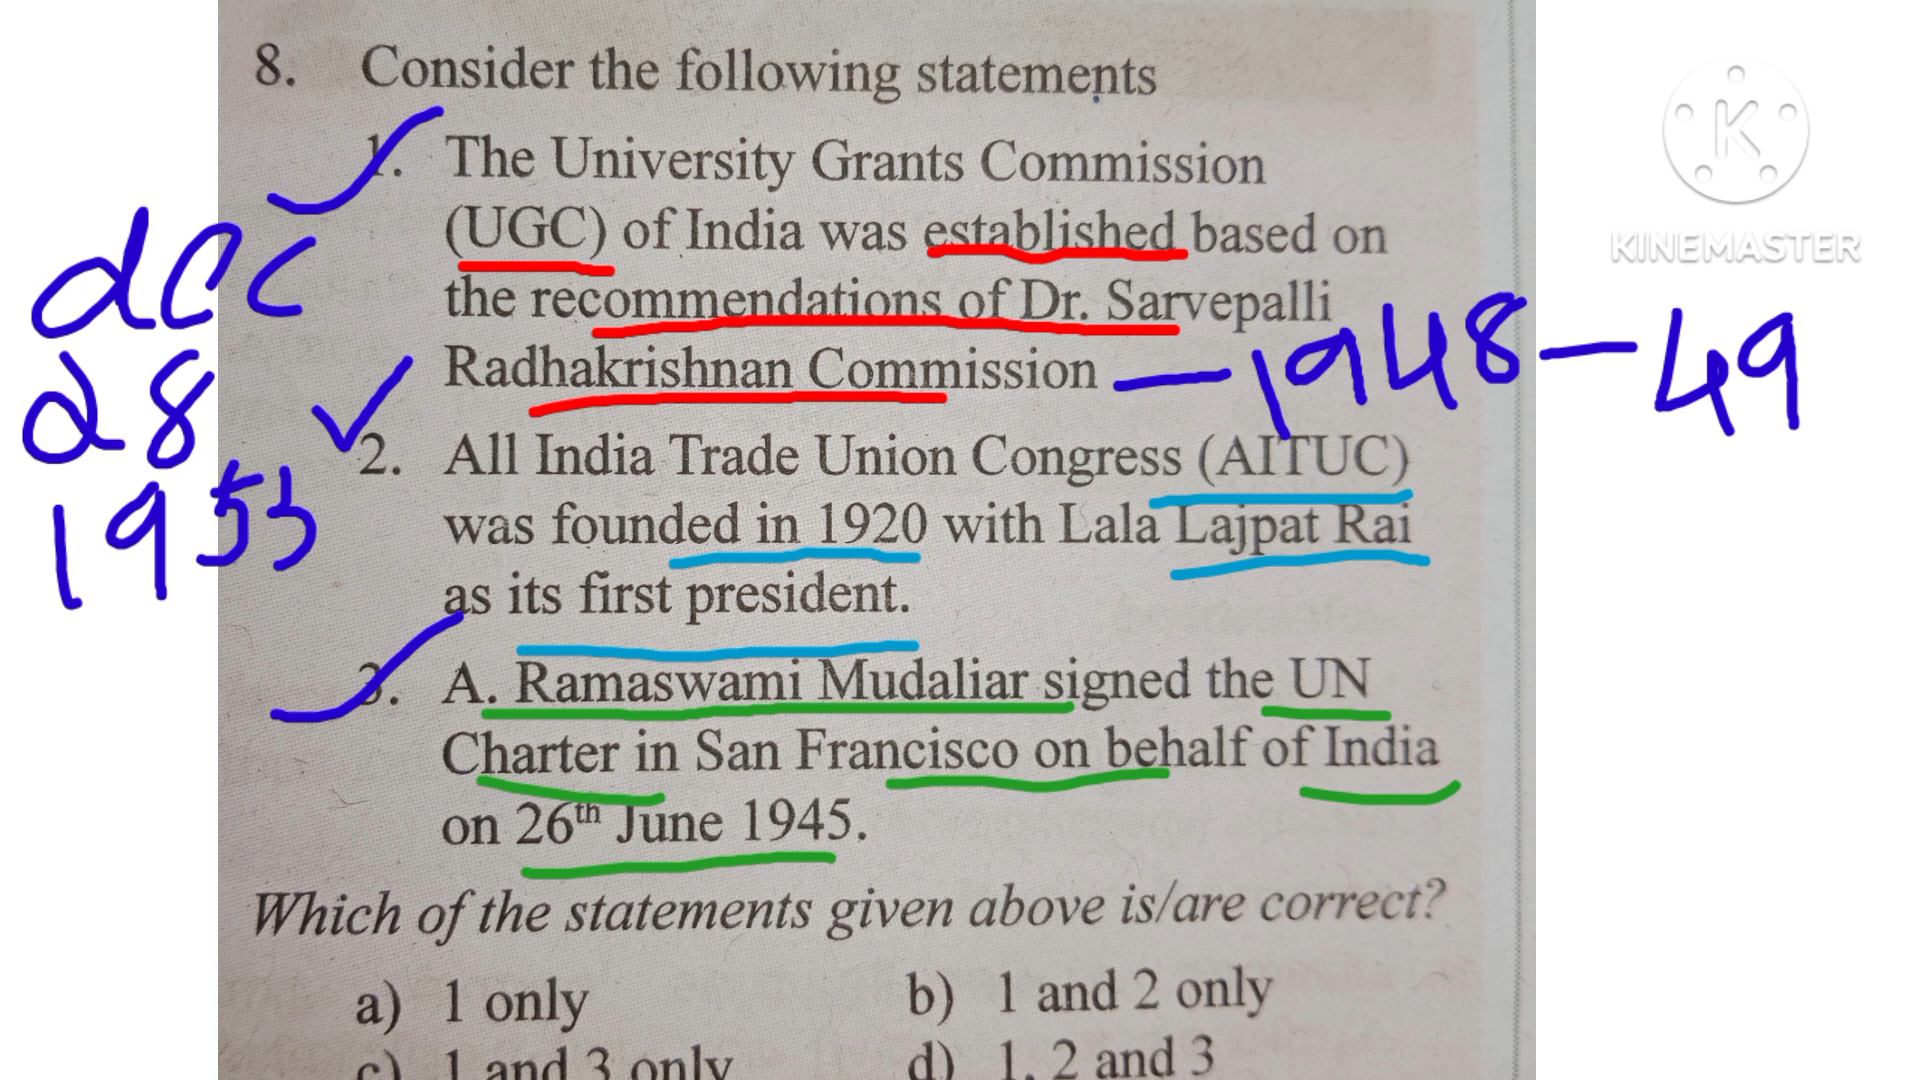 8. Consider the following statements
1. The University Grants Commission
(UGC) of India was established based on
the recommendations of Dr. Sarvepalli
Radhakrishnan Commission — 1948-49
dec
28
1953
2. All India Trade Union Congress (AITUC)
was founded in 1920 with Lala Lajpat Rai
as its first president.
3. A. Ramaswami Mudaliar signed the UN
Charter in San Francisco on behalf of India
on 26th June 1945.
Which of the statements given above is/are correct?
a) 1 only b) 1 and 2 only
c) 1 and 3 only d) 1, 2 and 3
K
KINEMASTER